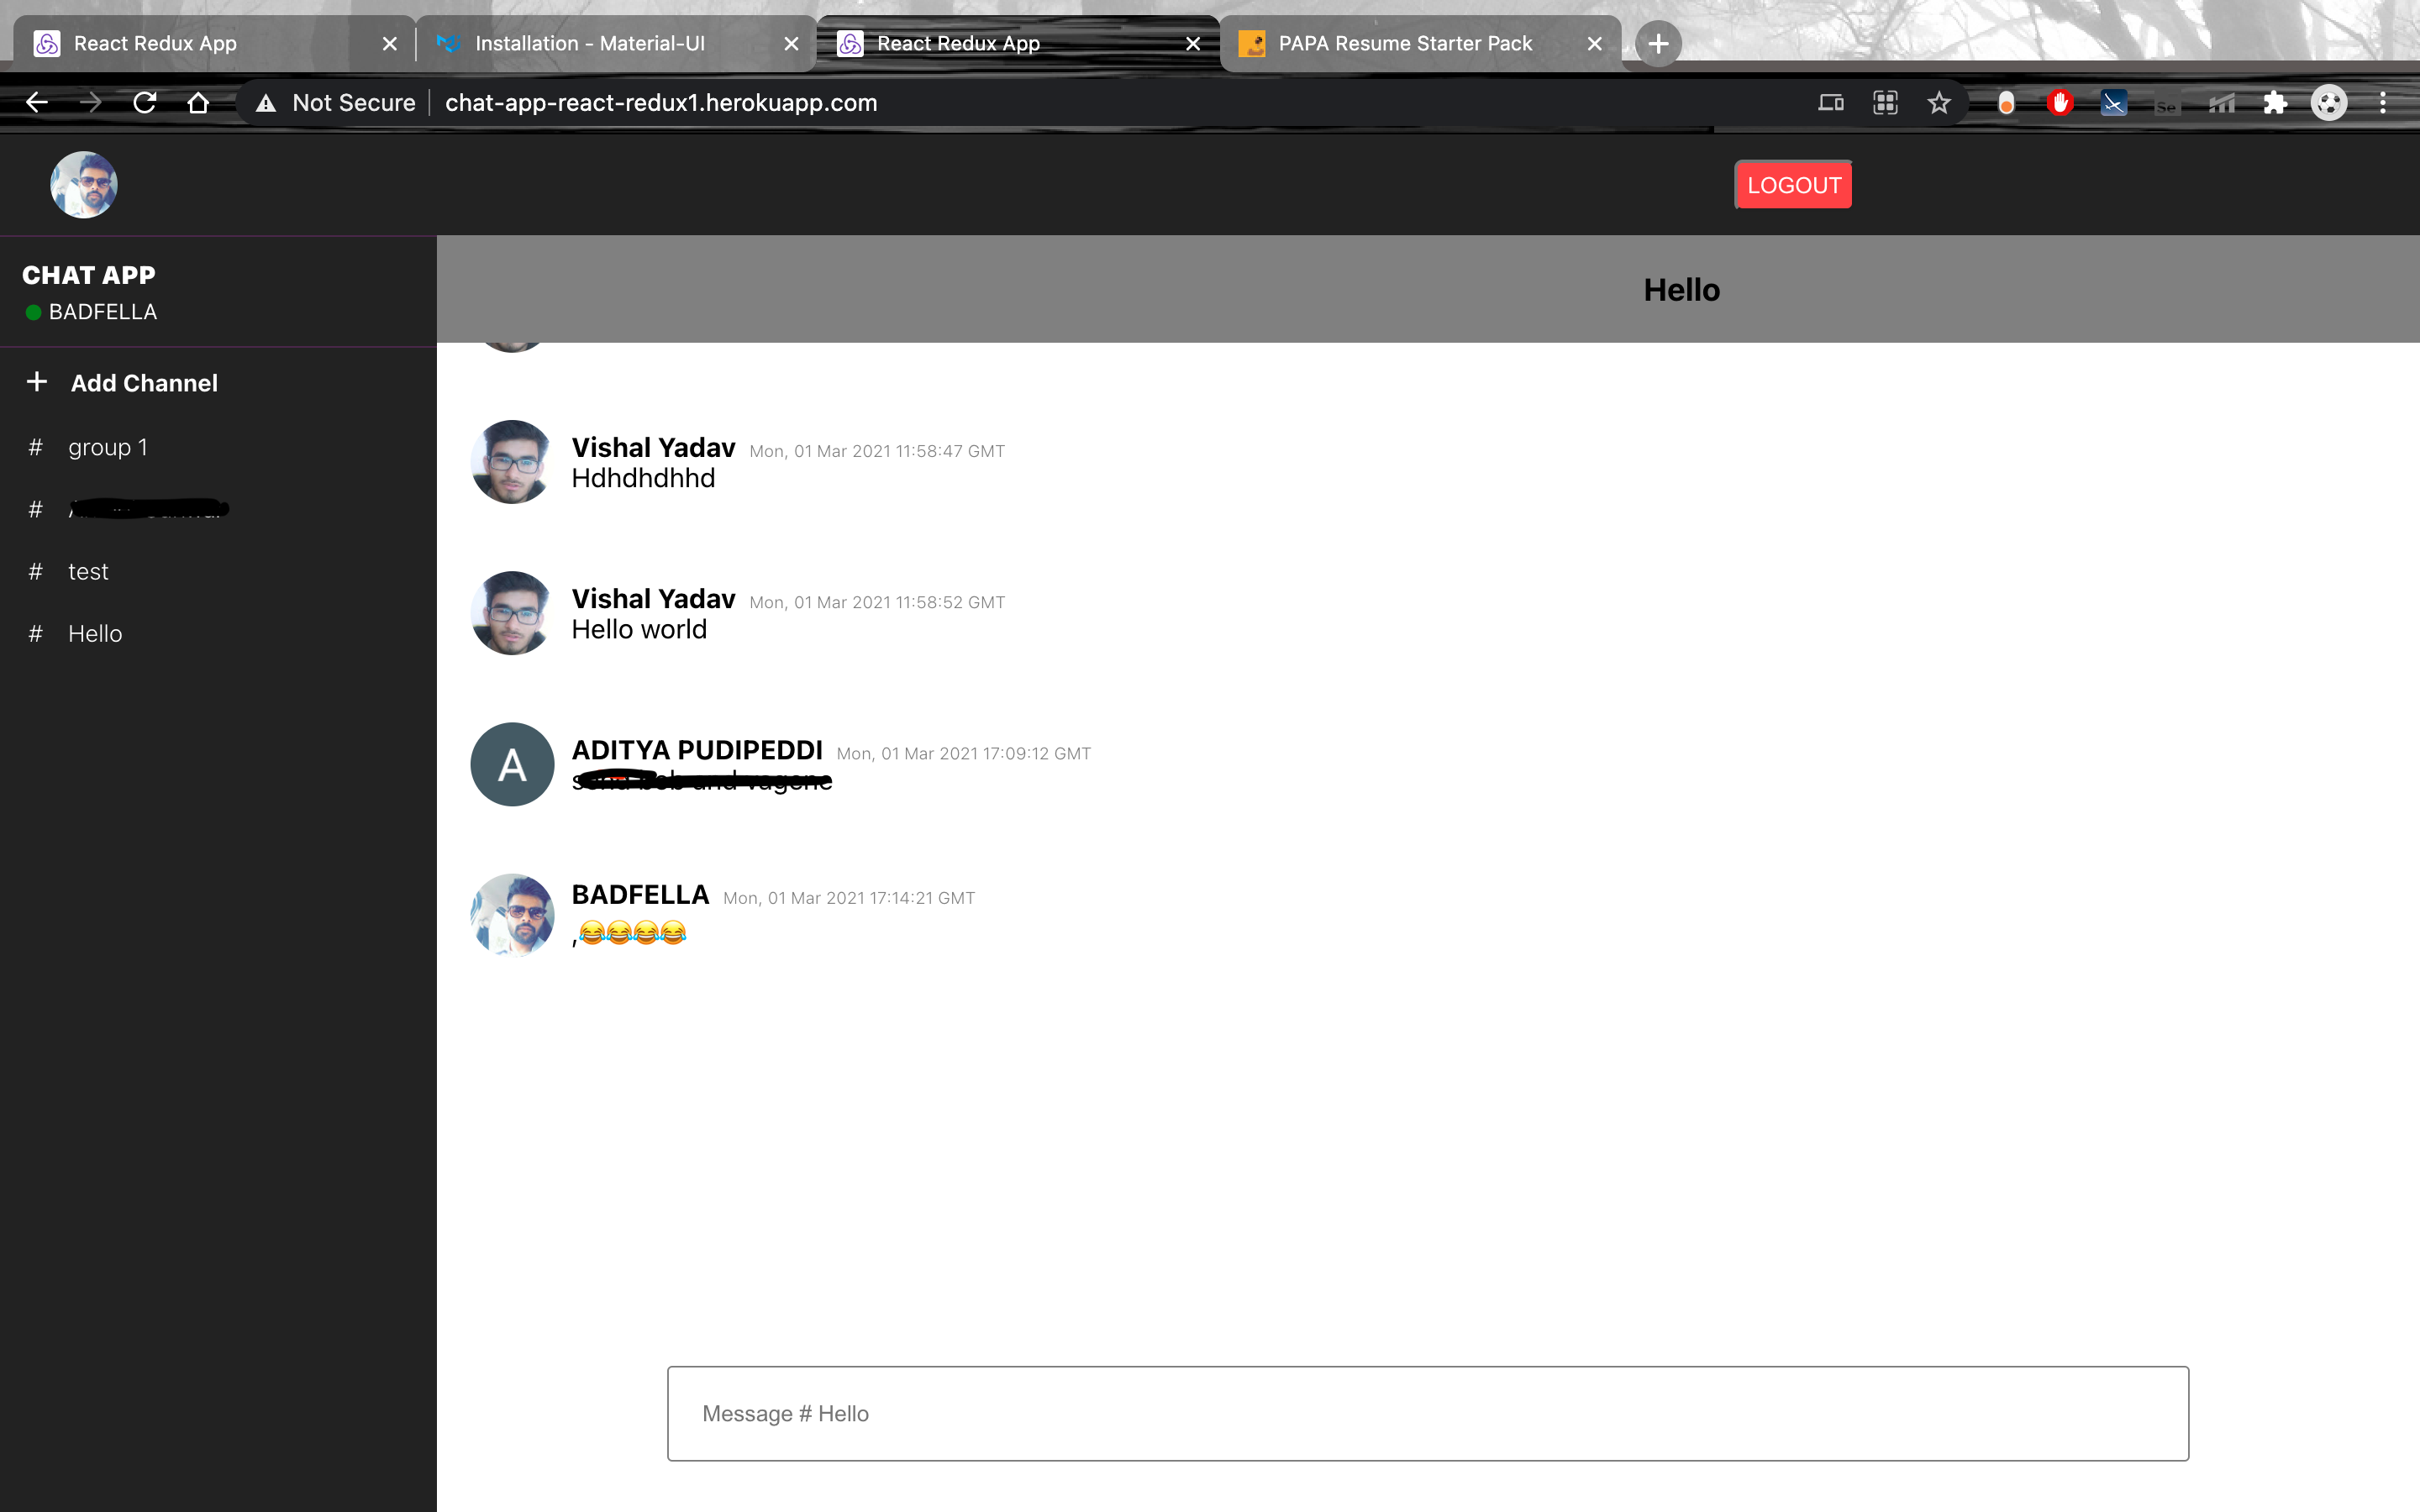 React Redux App
Installation - Material-UI
React Redux App
PAPA Resume Starter Pack
Not Secure
chat-app-react-redux1.herokuapp.com
Se
LOGOUT
CHAT APP
BADFELLA
+ Add Channel
# group 1
#
# test
# Hello
Hello
Vishal Yadav Mon, 01 Mar 2021 11:58:47 GMT
Hdhdhdhhd
Vishal Yadav Mon, 01 Mar 2021 11:58:52 GMT
Hello world
A
ADITYA PUDIPEDDI Mon, 01 Mar 2021 17:09:12 GMT
BADFELLA Mon, 01 Mar 2021 17:14:21 GMT
,😂😂😂😂
Message # Hello